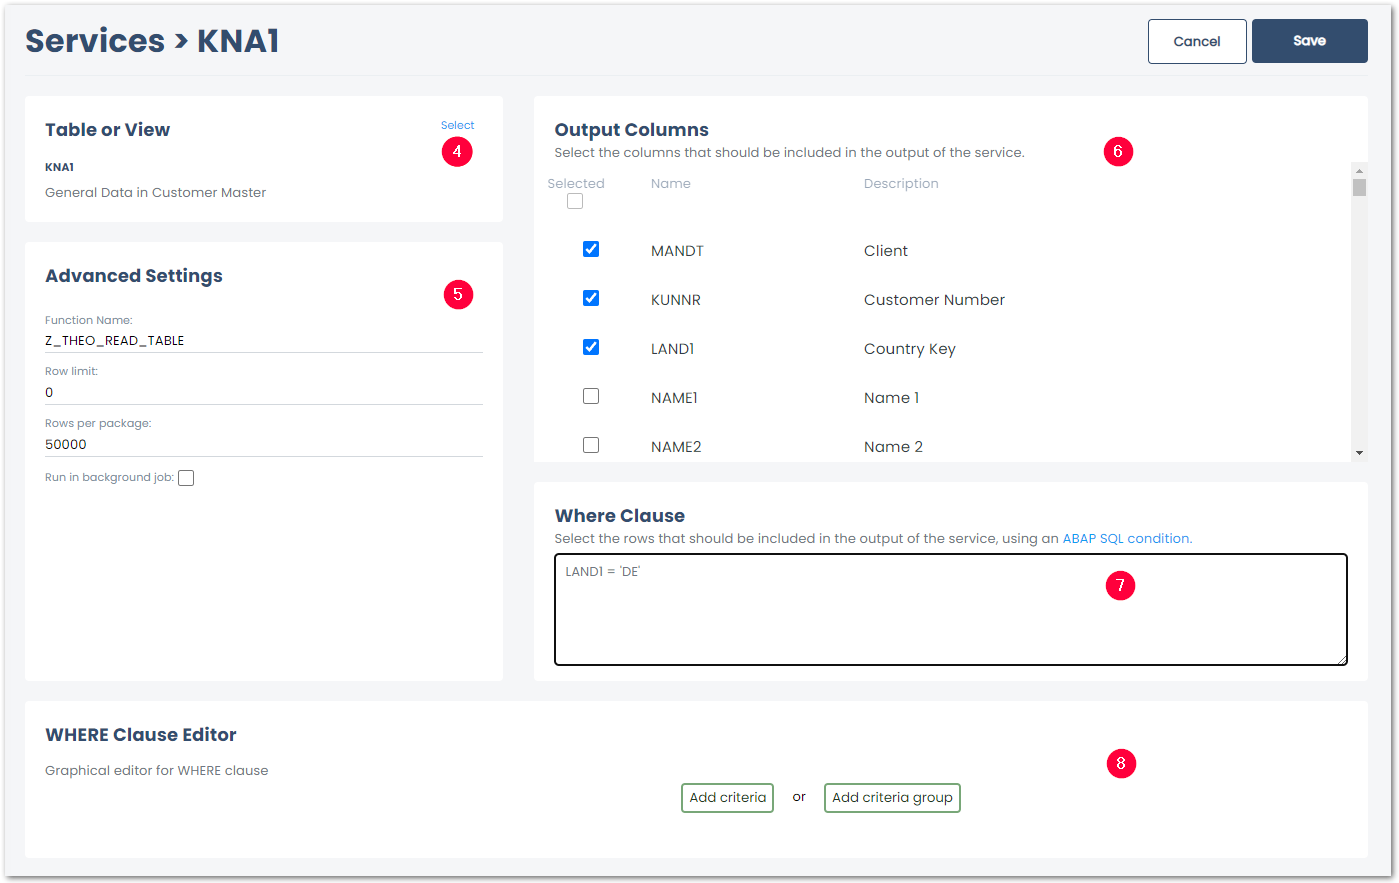 Services > KNA1
Cancel
Save
Table or View
Select
4
KNA1
General Data in Customer Master
Advanced Settings
5
Function Name:
Z_THEO_READ_TABLE
Row limit:
0
Rows per package:
50000
Run in background job:
Output Columns
6
Select the columns that should be included in the output of the service.
Selected Name Description
MANDT Client
KUNNR Customer Number
LAND1 Country Key
NAME1 Name 1
NAME2 Name 2
Where Clause
Select the rows that should be included in the output of the service, using an ABAP SQL condition.
LAND1 = 'DE'
7
WHERE Clause Editor
Graphical editor for WHERE clause
8
Add criteria or Add criteria group